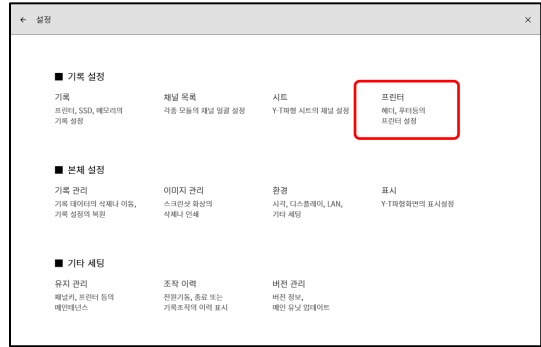 ← 설정 ×
■ 기록 설정
기록 채널 목록 시트 프린터
프린터, SSD, 메모리의 각종 모듈의 채널 일괄 설정 Y-T파형 시트의 채널 설정 헤더, 푸터등의
기록 설정 프린터 설정
■ 본체 설정
기록 관리 이미지 관리 환경 표시
기록 데이터의 삭제나 이동, 스크린샷 화상의 시각, 디스플레이, LAN, Y-T파형화면의 표시설정
기록 설정의 복원 삭제나 인쇄 기타 세팅
■ 기타 세팅
유지 관리 조작 이력 버전 관리
패널키, 프린터 등의 전원기동, 종료 또는 버전 정보,
메인테넌스 기록조작의 이력 표시 메인 유닛 업데이트